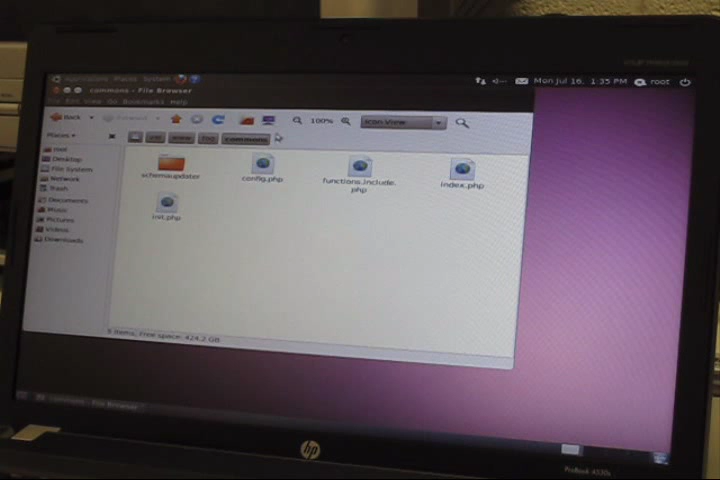 Applications Places System Mon Jul 16, 1:35 PM root
commons - File Browser
File Edit View Go Bookmarks Help
Back Forward 100% Icon View
Places commons
root
Desktop
File System
Network
Trash
Documents
Music
Pictures
Videos
Downloads
schemaupdater config.php functions.include.php index.php
init.php
5 items, Free space: 424.2 GB
commons - File Browser
hp
ProBook 4530s